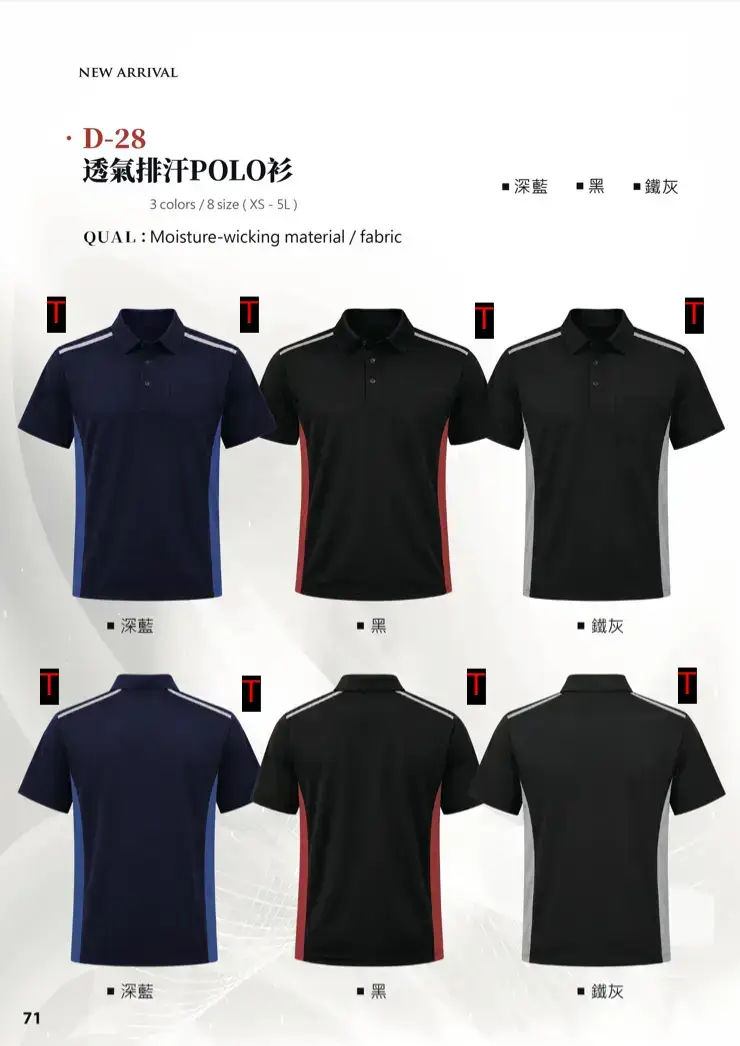 NEW ARRIVAL
· D-28
透氣排汗POLO衫
3 colors / 8 size ( XS - 5L )
QUAL : Moisture-wicking material / fabric
■ 深藍 ■ 黑 ■ 鐵灰
T T T T
■ 深藍 ■ 黑 ■ 鐵灰
T T T T
■ 深藍 ■ 黑 ■ 鐵灰
71